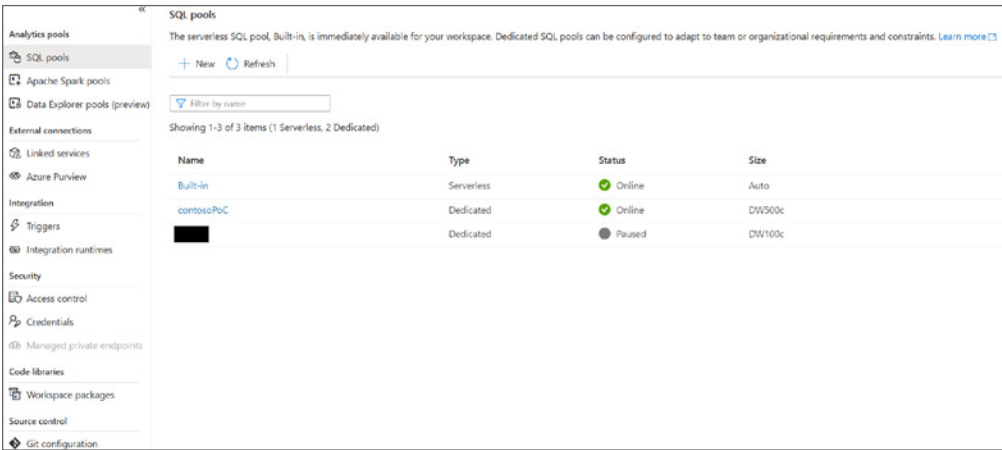 «
Analytics pools
SQL pools
Apache Spark pools
Data Explorer pools (preview)
External connections
Linked services
Azure Purview
Integration
Triggers
Integration runtimes
Security
Access control
Credentials
Managed private endpoints
Code libraries
Workspace packages
Source control
Git configuration
SQL pools
The serverless SQL pool, Built-in, is immediately available for your workspace. Dedicated SQL pools can be configured to adapt to team or organizational requirements and constraints. Learn more
New Refresh
Filter by name
Showing 1-3 of 3 items (1 Serverless, 2 Dedicated)
Name Type Status Size
Built-in Serverless Online Auto
contosoPoC Dedicated Online DW500c
Dedicated Paused DW100c